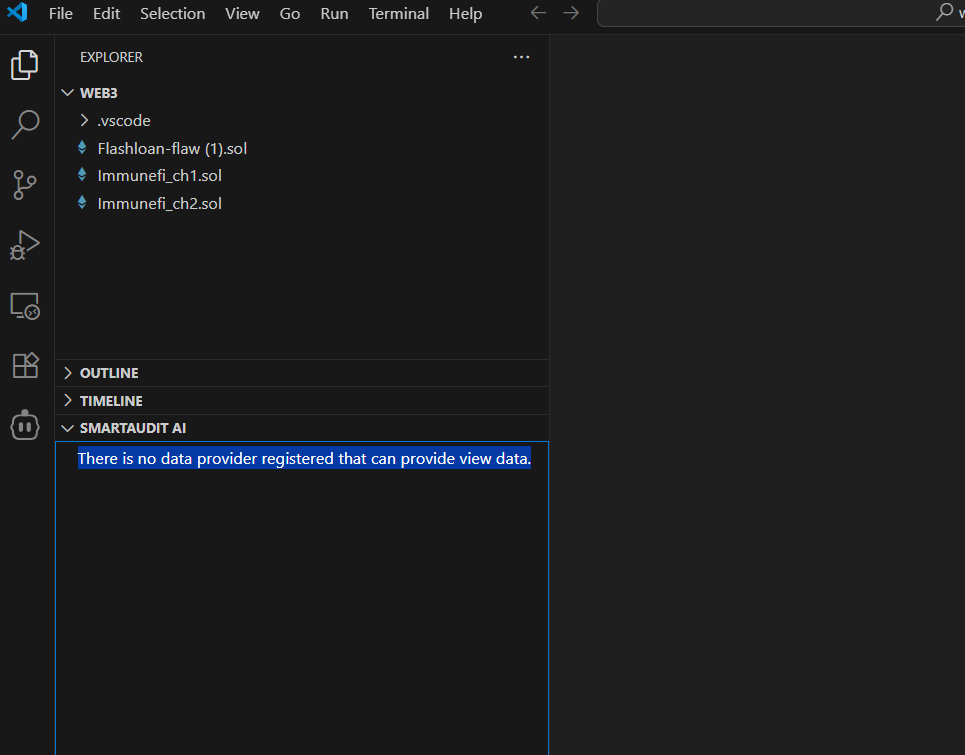 File Edit Selection View Go Run Terminal Help
EXPLORER
WEB3
.vscode
Flashloan-flaw (1).sol
Immunefi_ch1.sol
Immunefi_ch2.sol
OUTLINE
TIMELINE
SMARTAUDIT AI
There is no data provider registered that can provide view data.